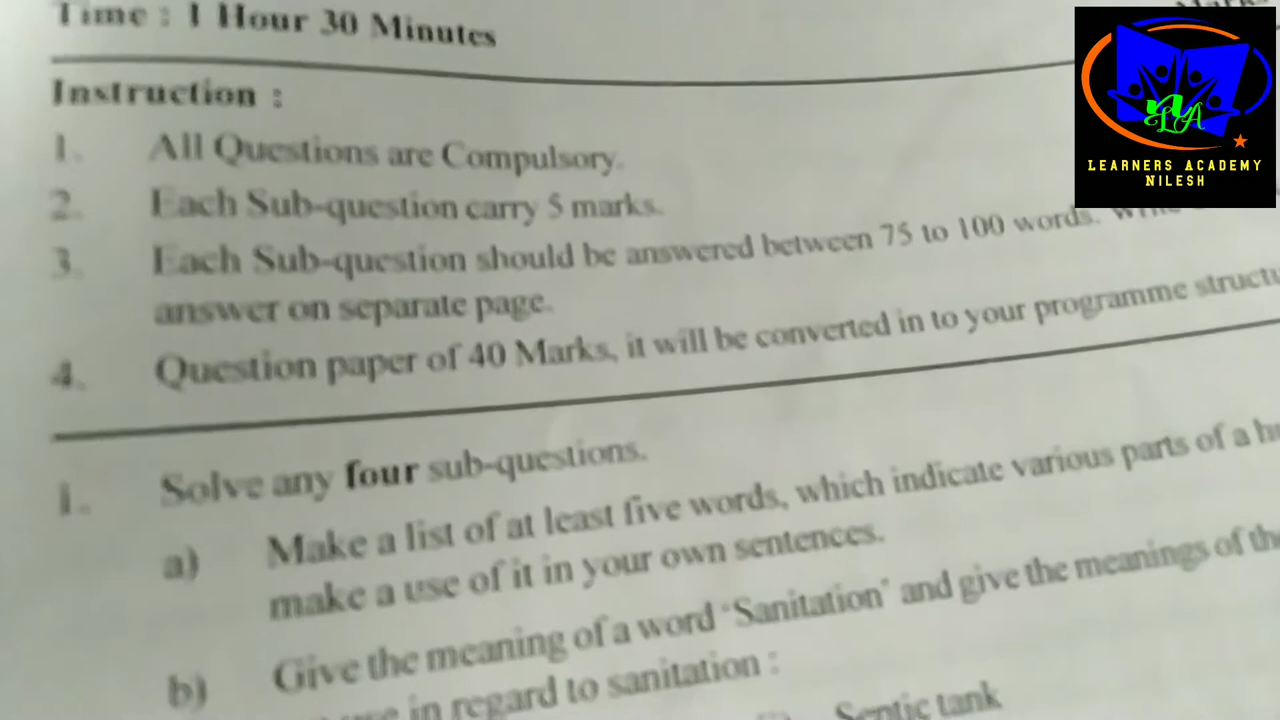 Time : 1 Hour 30 Minutes
Marks
Instruction :
1. All Questions are Compulsory.
2. Each Sub-question carry 5 marks.
3. Each Sub-question should be answered between 75 to 100 words. Write
answer on separate page.
4. Question paper of 40 Marks, it will be converted in to your programme
1. Solve any four sub-questions.
a) Make a list of at least five words, which indicate various parts of a
make a use of it in your own sentences.
b) Give the meaning of a word ‘Sanitation’ and give the meanings of
in regard to sanitation :
Septic tank
LA
LEARNERS ACADEMY
NILESH